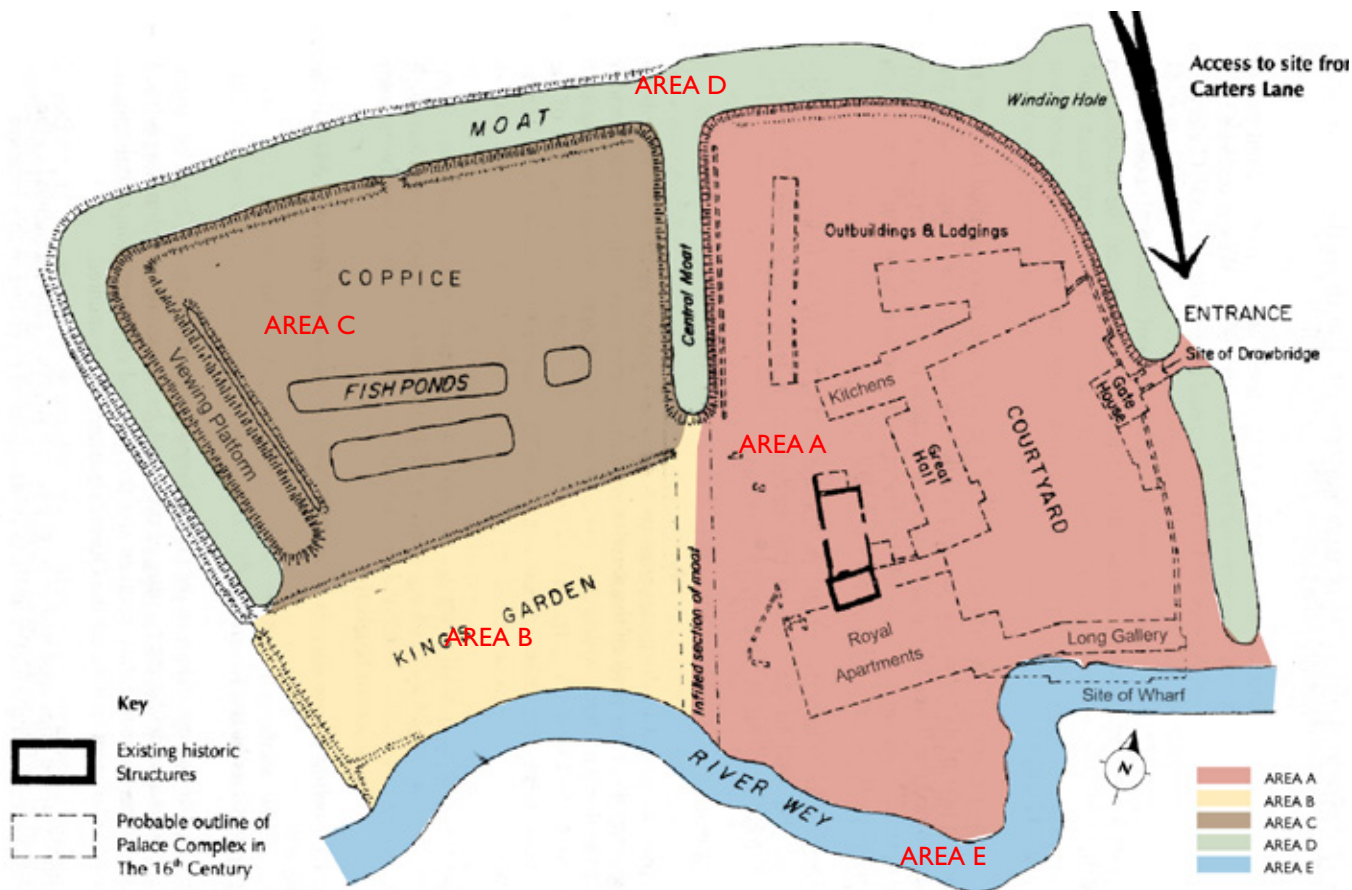 AREA D
MOAT
Winding Hole
Access to site from
Carters Lane
COPPICE
AREA C
Central Moat
Outbuildings & Lodgings
ENTRANCE
Site of Drawbridge
Viewing Platform
FISH PONDS
Kitchens
Gate
House
AREA A
Great
Hall
COURTYARD
KING'S GARDEN
AREA B
Infilled section of moat
Royal
Apartments
Long Gallery
Site of Wharf
RIVER WEY
AREA E
N
Key
Existing historic
Structures
Probable outline of
Palace Complex in
The 16th Century
AREA A
AREA B
AREA C
AREA D
AREA E